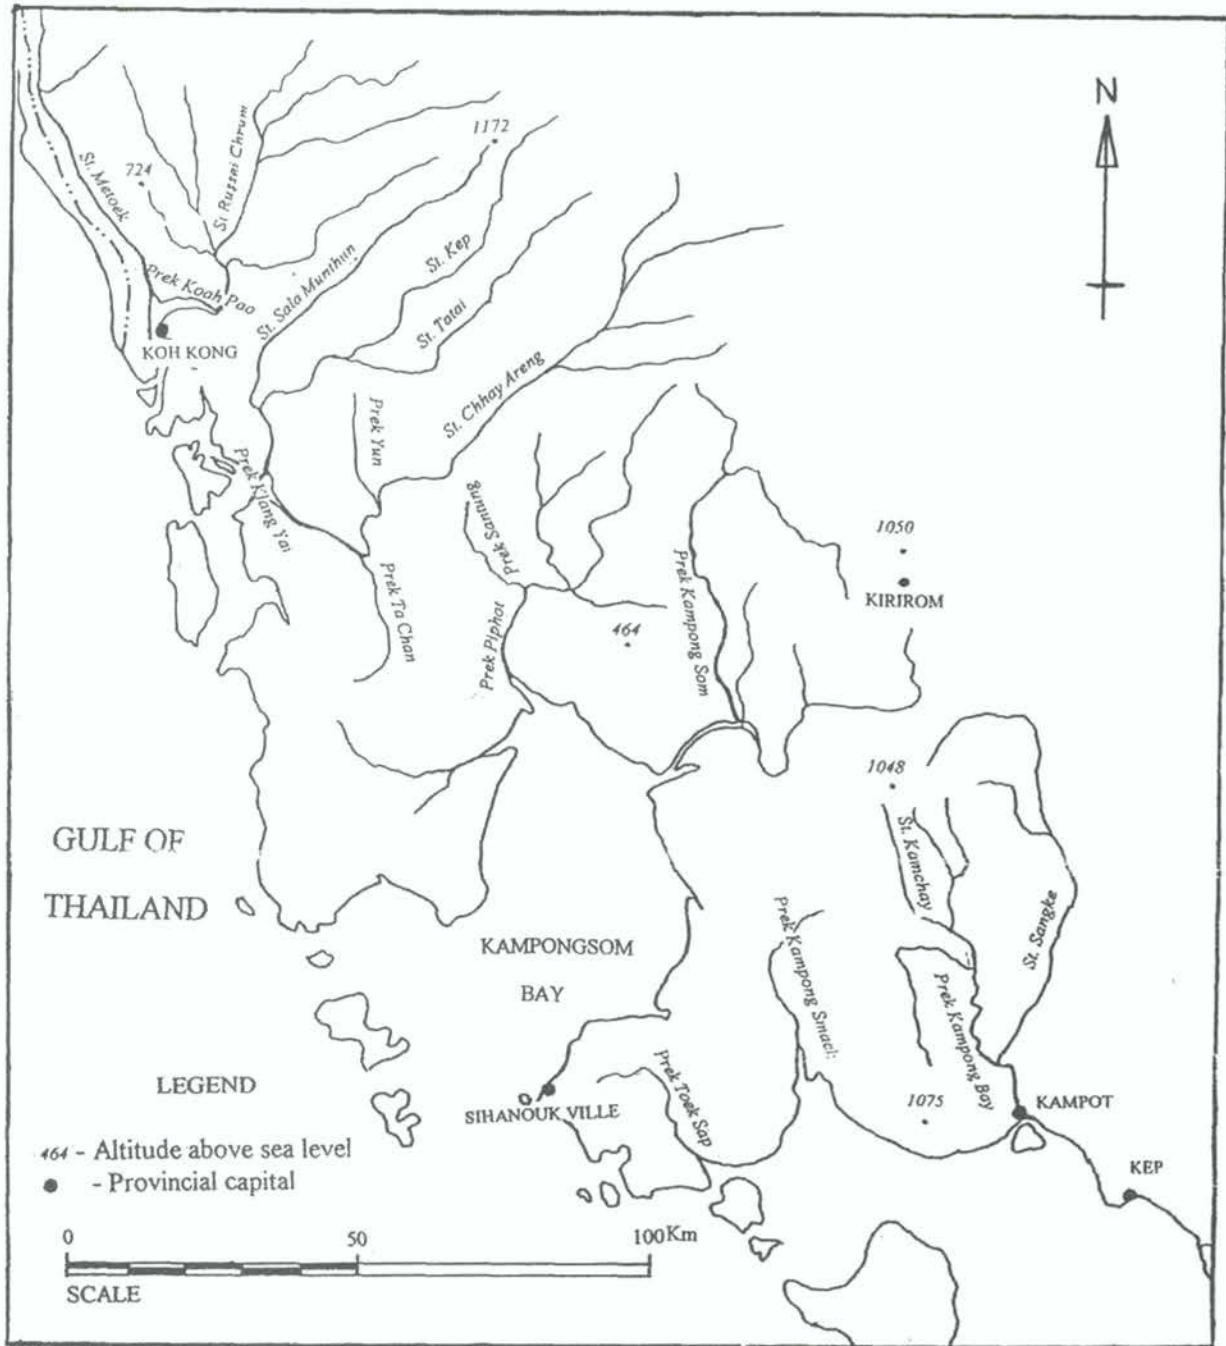 N
1172
724
St. Metoek
St Russei Chrum
St. Kep
St. Sala Munthun
Prek Koah Pao
St. Tatai
KOH KONG
St. Chhay Areng
Prek Yun
Prek Klang Yai
Prek Samung
1050
KIRIROM
Prek Kampong Som
Prek Ta Chan
Prek Piphot
464
1048
GULF OF
THAILAND
St. Kamchay
St. Sangke
KAMPONGSOM
BAY
Prek Kampong Smach
Prek Kampong Bay
Prek Toek Sap
LEGEND
SIHANOUK VILLE
1075
KAMPOT
464 - Altitude above sea level
- Provincial capital
KEP
0 50 100Km
SCALE